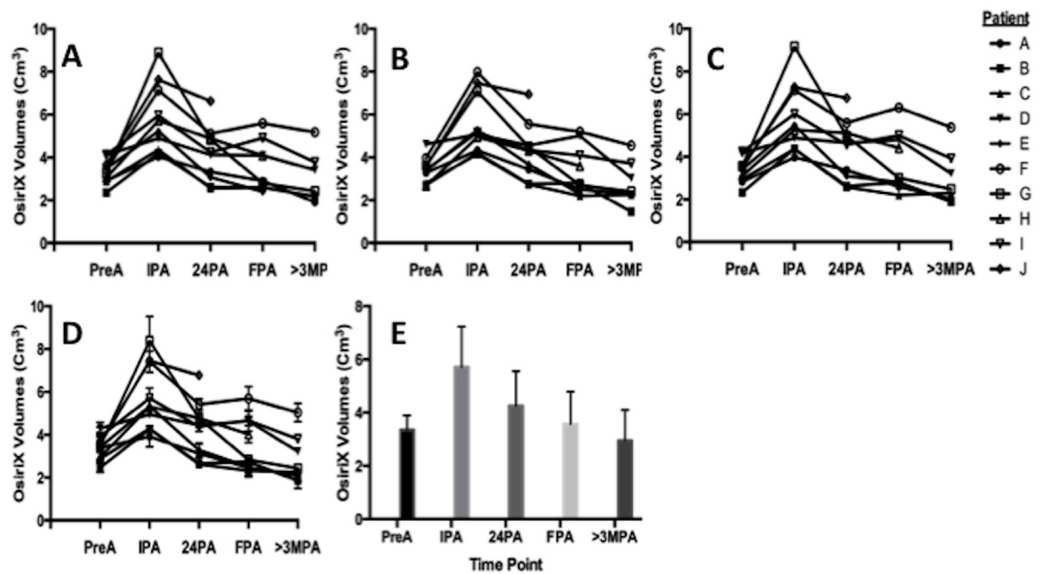 A
OsiriX Volumes (Cm³)
10
8
6
4
2
0
PreA IPA 24PA FPA >3MP
B
OsiriX Volumes (Cm³)
10
8
6
4
2
0
PreA IPA 24PA FPA >3MP
C
OsiriX Volumes (Cm³)
10
8
6
4
2
0
PreA IPA 24PA FPA >3MPA
Patient
A
B
C
D
E
F
G
H
I
J
D
OsiriX Volumes (Cm³)
10
8
6
4
2
0
PreA IPA 24PA FPA >3MPA
E
OsiriX Volumes (Cm³)
8
6
4
2
0
PreA IPA 24PA FPA >3MPA
Time Point